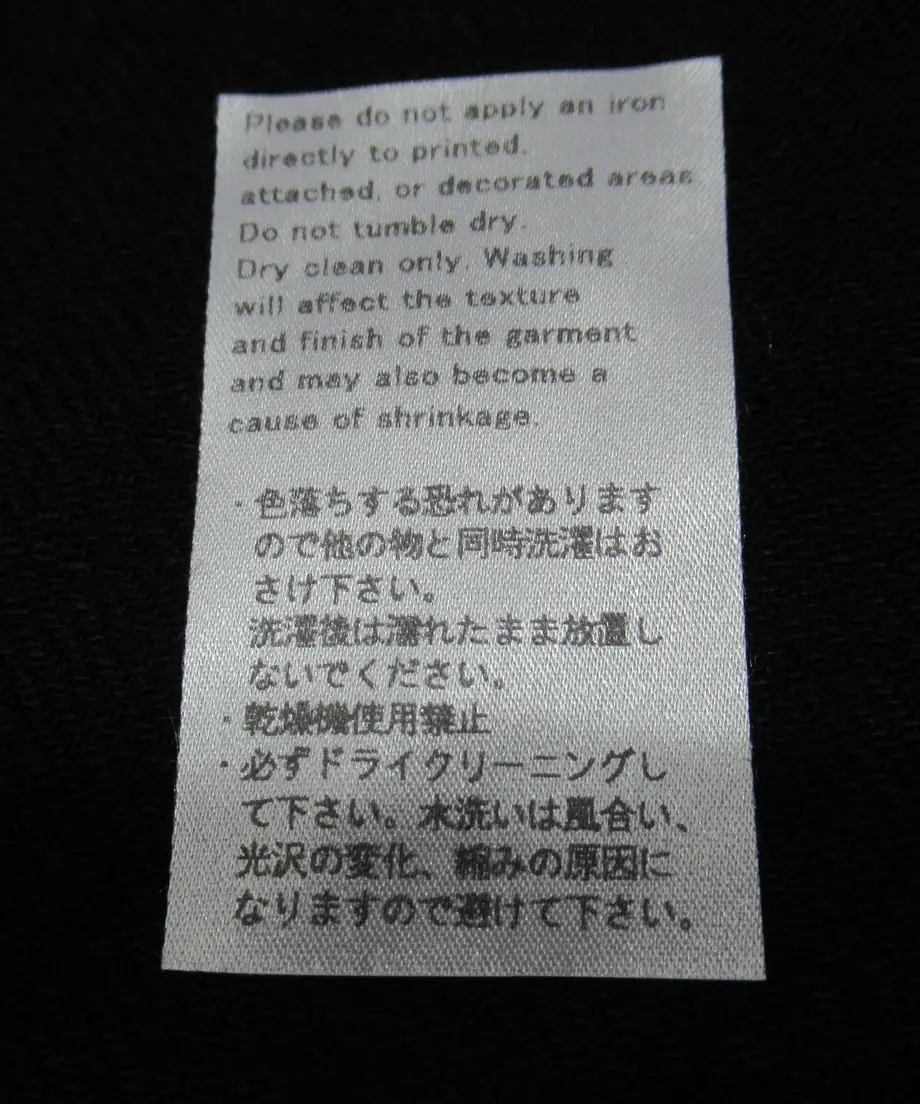 Please do not apply an iron
directly to printed.
attached, or decorated areas.
Do not tumble dry.
Dry clean only. Washing
will affect the texture
and finish of the garment
and may also become a
cause of shrinkage.
・色落ちする恐れがあります
ので他の物と同時洗濯はお
さけ下さい。
洗濯後は濡れたまま放置し
ないでください。
・乾燥機使用禁止
・必ずドライクリーニングし
て下さい。水洗いは風合い、
光沢の変化、縮みの原因に
なりますので避けて下さい。